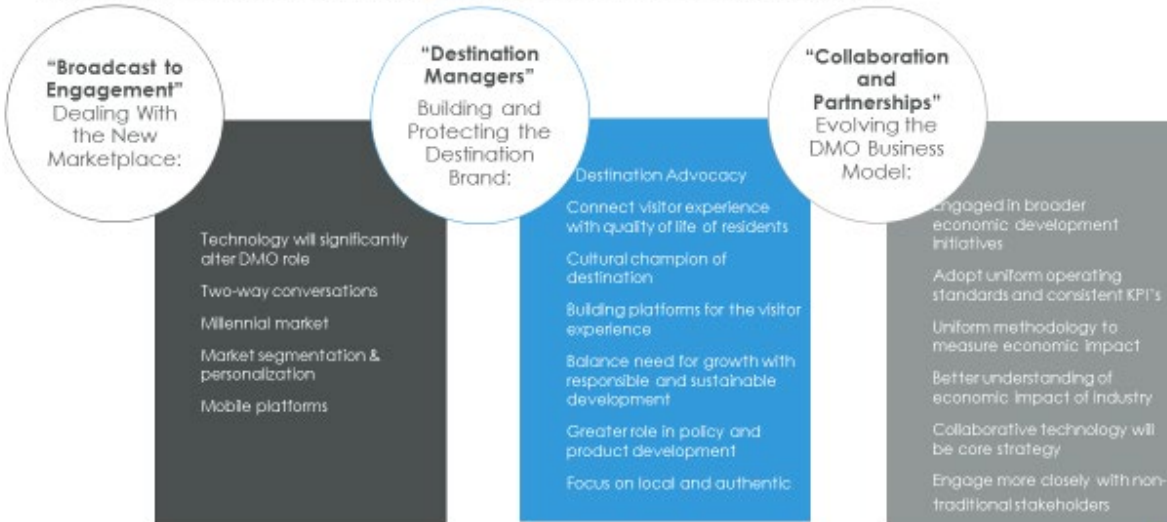 "Broadcast to
Engagement"
Dealing With
the New
Marketplace:
Technology will significantly
alter DMO role
Two-way conversations
Millennial market
Market segmentation &
personalization
Mobile platforms
"Destination
Managers"
Building and
Protecting the
Destination
Brand:
Destination Advocacy
Connect visitor experience
with quality of life of residents
Cultural champion of
destination
Building platforms for the visitor
experience
Balance need for growth with
responsible and sustainable
development
Greater role in policy and
product development
Focus on local and authentic
"Collaboration
and
Partnerships"
Evolving the
DMO Business
Model:
Engaged in broader
economic development
initiatives
Adopt uniform operating
standards and consistent KPI's
Uniform methodology to
measure economic impact
Better understanding of
economic impact of industry
Collaborative technology will
be core strategy
Engage more closely with non-
traditional stakeholders